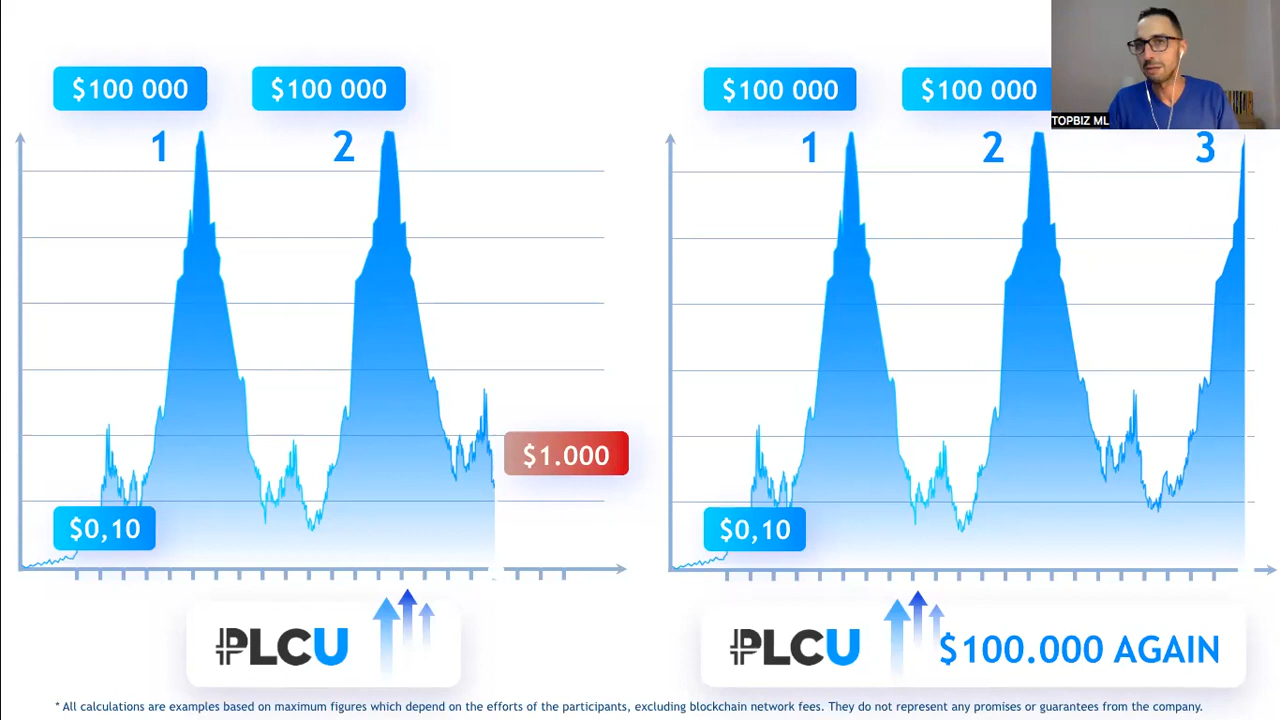 $100 000
$100 000
1
2
$1.000
$0,10
PLCU
$100 000
$100 000
TOPBIZ ML
1
2
3
$0,10
PLCU
$100.000 AGAIN
* All calculations are examples based on maximum figures which depend on the efforts of the participants, excluding blockchain network fees. They do not represent any promises or guarantees from the company.